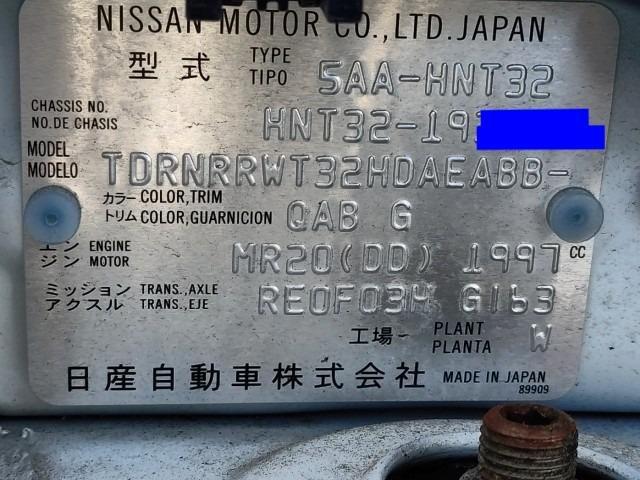 NISSAN MOTOR CO.,LTD.JAPAN
型式 TYPE TIPO 5AA-HNT32
CHASSIS NO. NO.DE CHASIS HNT32-19
MODEL MODELO TDRNRRWT32HDAEABB-
カラー COLOR,TRIM トリム COLOR,GUARNICION QAB G
エンジン ENGINE MOTOR MR20(DD) 1997 CC
ミッション TRANS.,AXLE アクスル TRANS.,EJE RE0F03H G163
工場 PLANT PLANTA W
日産自動車株式会社 MADE IN JAPAN
89909